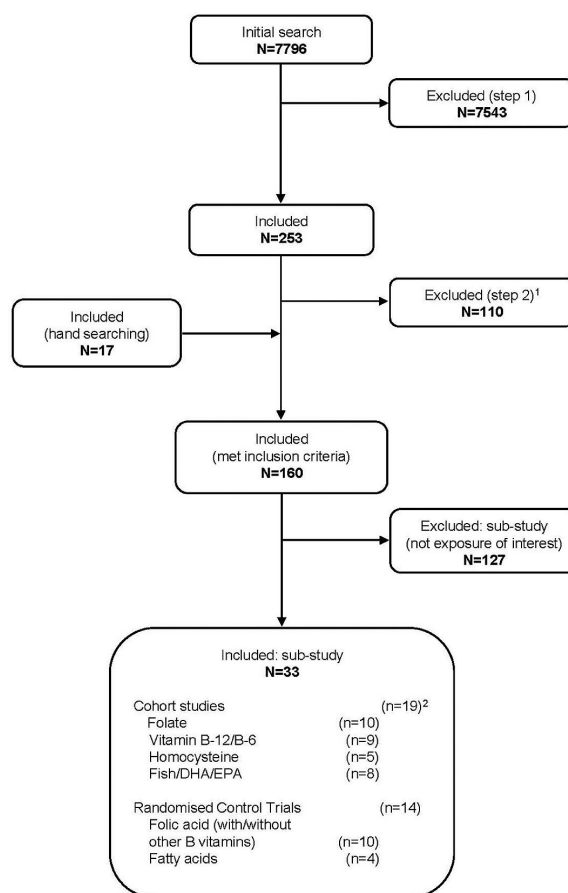 Initial search
N=7796
Excluded (step 1)
N=7543
Included
N=253
Excluded (step 2)¹
N=110
Included
(hand searching)
N=17
Included
(met inclusion criteria)
N=160
Excluded: sub-study
(not exposure of interest)
N=127
Included: sub-study
N=33
Cohort studies (n=19)²
Folate (n=10)
Vitamin B-12/B-6 (n=9)
Homocysteine (n=5)
Fish/DHA/EPA (n=8)
Randomised Control Trials (n=14)
Folic acid (with/without
other B vitamins) (n=10)
Fatty acids (n=4)